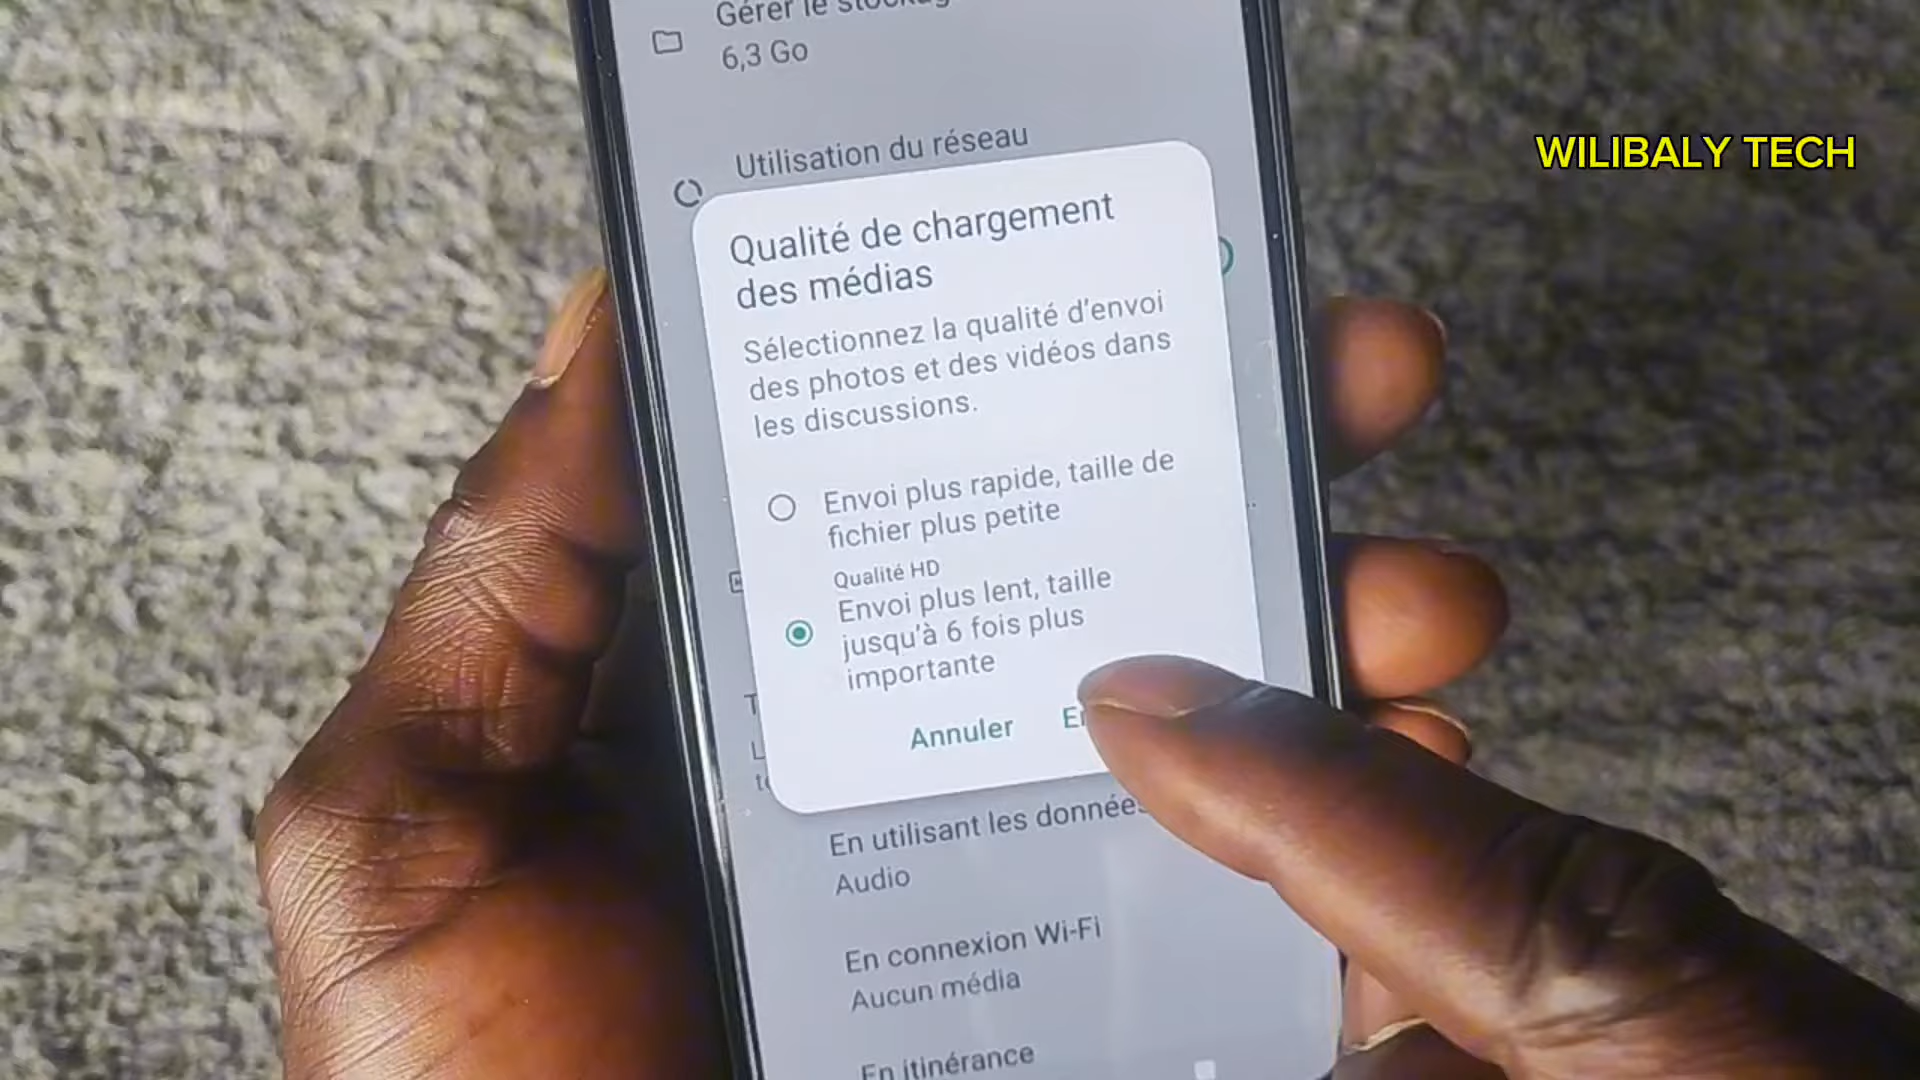 Gérer le stockag
6,3 Go
Utilisation du réseau
WILIBALY TECH
Qualité de chargement
des médias
Sélectionnez la qualité d'envoi
des photos et des vidéos dans
les discussions.
Envoi plus rapide, taille de
fichier plus petite
Qualité HD
Envoi plus lent, taille
jusqu'à 6 fois plus
importante
Annuler
En utilisant les données
Audio
En connexion Wi-Fi
Aucun média
En itinérance